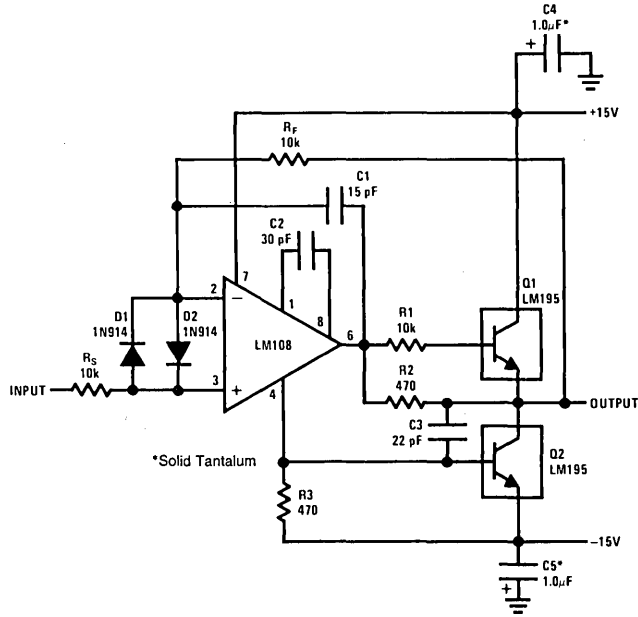 C4
1.0µF*
+
+15V
RF
10k
C1
15 pF
C2
30 pF
7
Q1
LM195
2
−
1
D1
1N914
D2
1N914
8
R1
10k
LM108
6
RS
10k
R2
470
INPUT
3
+
OUTPUT
4
C3
22 pF
Q2
LM195
*Solid Tantalum
R3
470
−15V
C5*
1.0µF
+